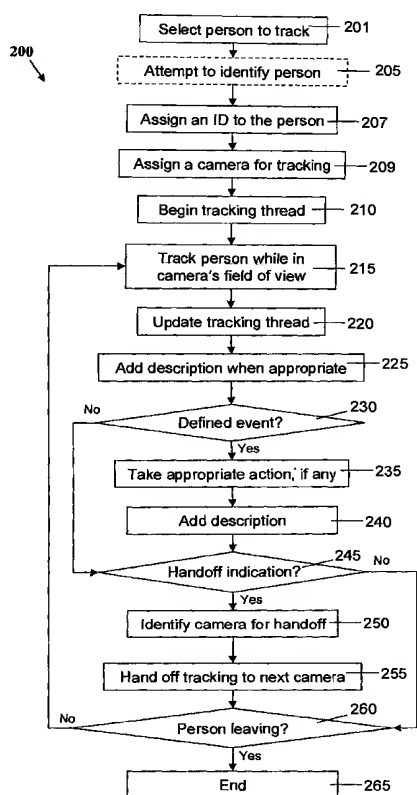 200
Select person to track
201
Attempt to identify person
205
Assign an ID to the person
207
Assign a camera for tracking
209
Begin tracking thread
210
Track person while in
camera's field of view
215
Update tracking thread
220
Add description when appropriate
225
No
Defined event?
230
Yes
Take appropriate action, if any
235
Add description
240
Handoff indication?
245
No
Yes
Identify camera for handoff
250
Hand off tracking to next camera
255
No
Person leaving?
260
Yes
End
265